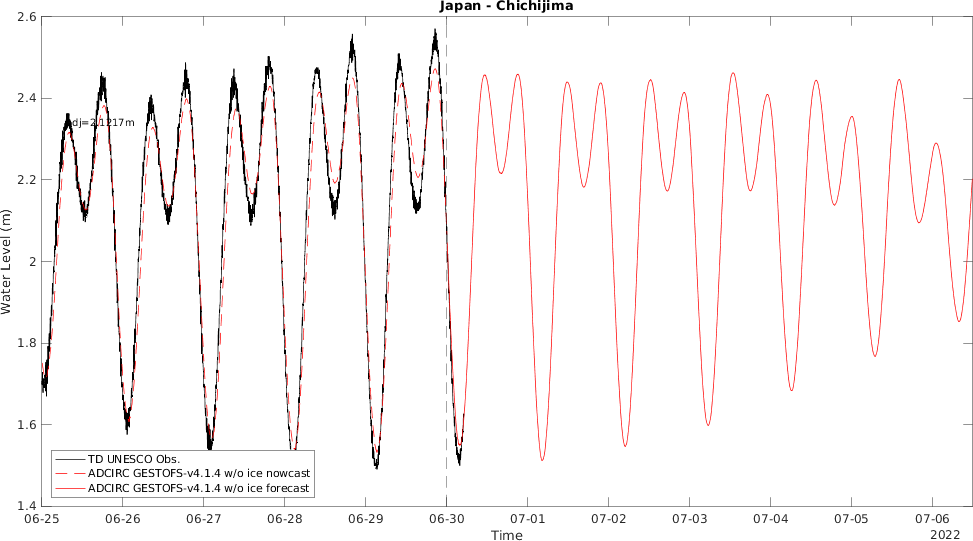 Japan - Chichijima
2.6
2.4
2.2
2
1.8
1.6
1.4
Water Level (m)
dj=2.1217m
TD UNESCO Obs.
ADCIRC GESTOFS-v4.1.4 w/o ice nowcast
ADCIRC GESTOFS-v4.1.4 w/o ice forecast
06-25 06-26 06-27 06-28 06-29 06-30 07-01 07-02 07-03 07-04 07-05 07-06
Time
2022